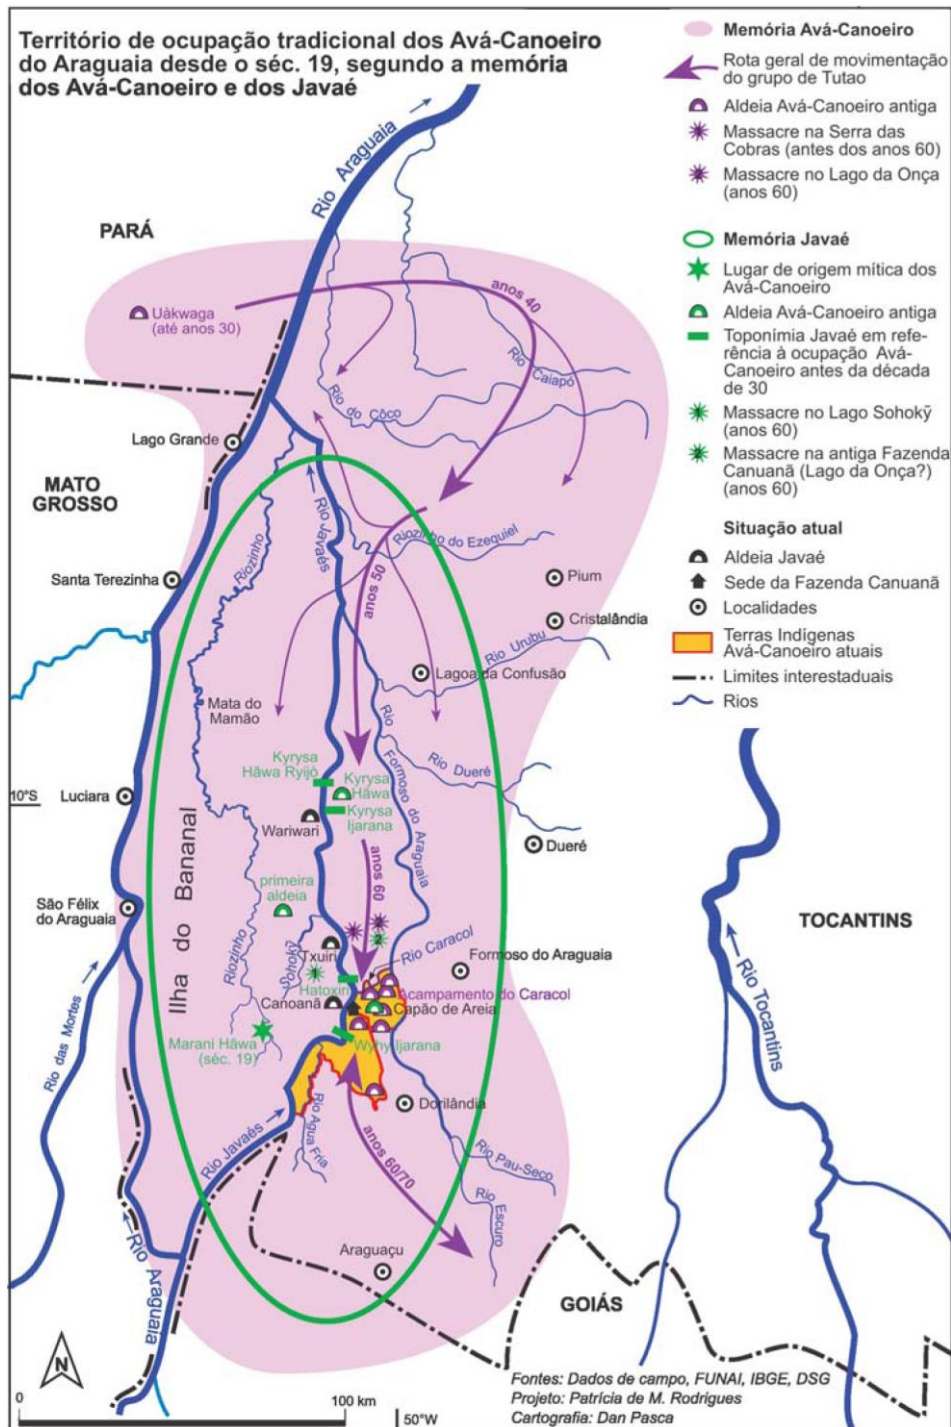 Território de ocupação tradicional dos Avá-Canoeiro
do Araguaia desde o séc. 19, segundo a memória
dos Avá-Canoeiro e dos Javaé
Memória Avá-Canoeiro
Rota geral de movimentação
do grupo de Tutao
Aldeia Avá-Canoeiro antiga
Massacre na Serra das
Cobras (antes dos anos 60)
Massacre no Lago da Onça
(anos 60)
Memória Javaé
Lugar de origem mítica dos
Avá-Canoeiro
Aldeia Avá-Canoeiro antiga
Toponímia Javaé em refe-
rência à ocupação Avá-
Canoeiro antes da década
de 30
1
Massacre no Lago Sohokỹ
(anos 60)
2
Massacre na antiga Fazenda
Canuanã (Lago da Onça?)
(anos 60)
Situação atual
Aldeia Javaé
Sede da Fazenda Canuanã
Localidades
Terras Indígenas
Avá-Canoeiro atuais
Limites interestaduais
Rios
Rio Araguaia
PARÁ
Uàkwaga
(até anos 30)
anos 40
Rio Caiapó
Rio do Côco
Lago Grande
MATO
GROSSO
Rio Javaés
Riozinho
Riozinho do Ezequiel
anos 50
Santa Terezinha
Pium
Cristalândia
Rio Urubu
Lagoa da Confusão
Mata do
Mamão
Rio Formoso do Araguaia
Rio Dueré
Kyrysa
Hãwa Ryijò
Kyrysa
Hãwa
Kyrysa
Ijarana
10°S
Luciara
Wariwari
Dueré
anos 60
Ilha do Bananal
primeira
aldeia
São Félix
do Araguaia
TOCANTINS
Riozinho
Sohokỹ
Txuiri
2
Rio Caracol
Formoso do Araguaia
1
Hatoxin
Acampamento do Caracol
Canoanã
Capão de Areia
Rio das Mortes
Marani Hãwa
(séc. 19)
Wyhy Ijarana
Rio Tocantins
Dorilândia
Rio Javaés
Rio Água Fria
anos 60/70
Rio Pau-Seco
Rio Escuro
Rio Araguaia
Araguaçu
GOIÁS
N
0
100 km
50°W
Fontes: Dados de campo, FUNAI, IBGE, DSG
Projeto: Patrícia de M. Rodrigues
Cartografia: Dan Pasca